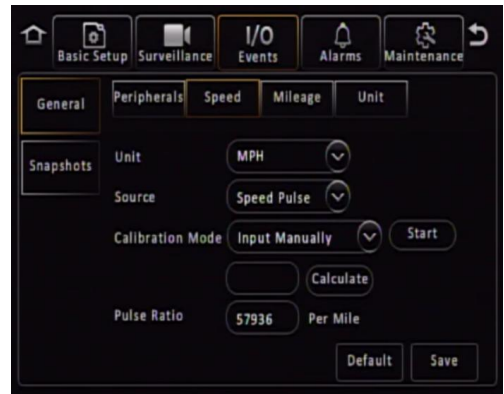 Basic Setup Surveillance I/O Events Alarms Maintenance
General Peripherals Speed Mileage Unit
Snapshots
Unit MPH
Source Speed Pulse
Calibration Mode Input Manually Start
Calculate
Pulse Ratio 57936 Per Mile
Default Save